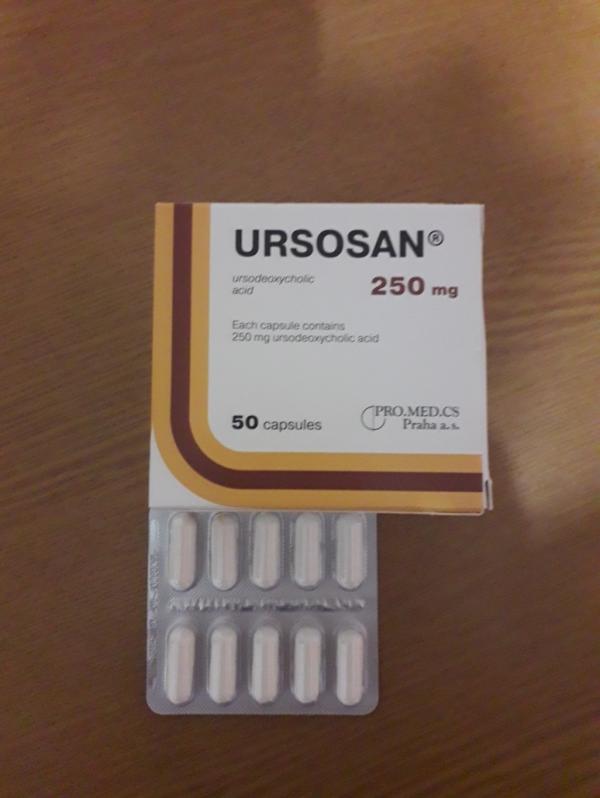 URSOSAN®
ursodeoxycholic
acid
250 mg
Each capsule contains
250 mg ursodeoxycholic acid
50 capsules
PRO.MED.CS
Praha a.s.